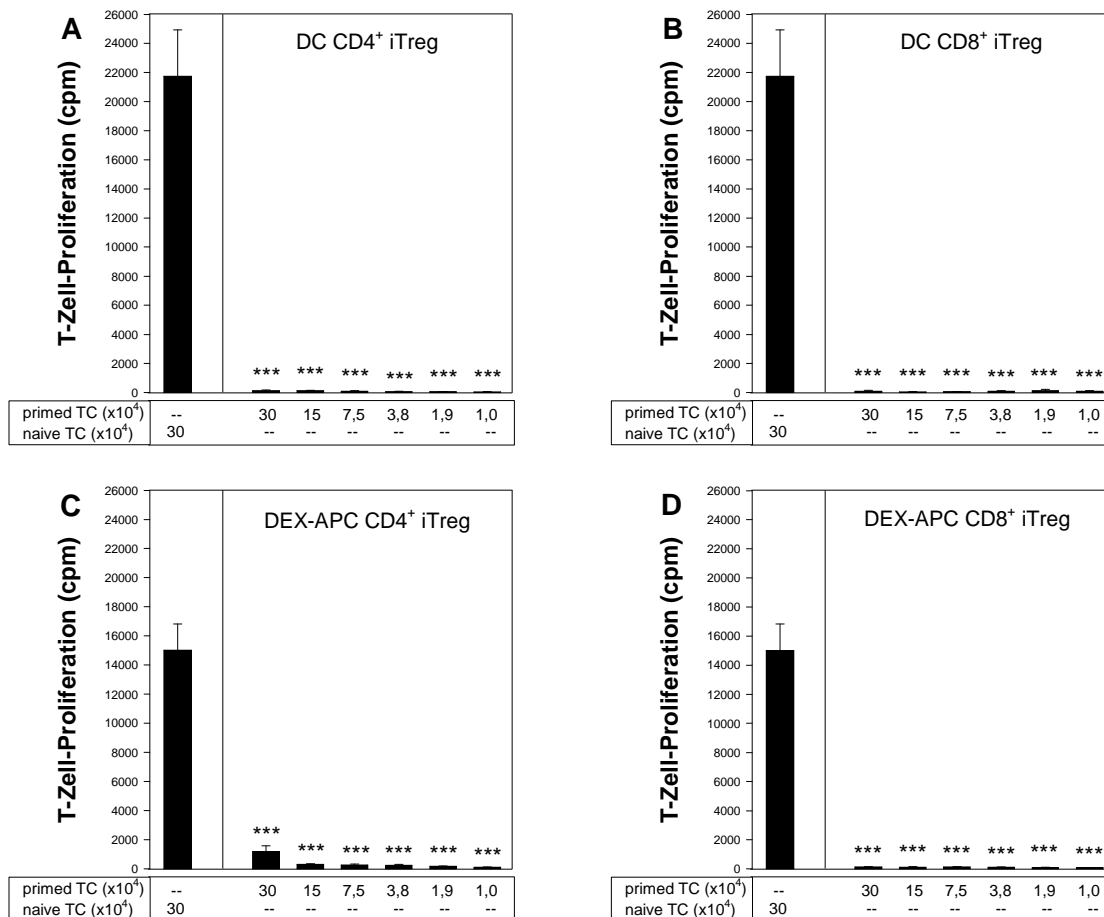 A
DC CD4+ iTreg
T-Zell-Proliferation (cpm)
26000
24000
22000
20000
18000
16000
14000
12000
10000
8000
6000
4000
2000
0
*** *** *** *** *** ***
primed TC (x10⁴) -- 30 15 7,5 3,8 1,9 1,0
naive TC (x10⁴) 30 -- -- -- -- -- --
B
DC CD8⁺ iTreg
T-Zell-Proliferation (cpm)
26000
24000
22000
20000
18000
16000
14000
12000
10000
8000
6000
4000
2000
0
*** *** *** *** *** ***
primed TC (x10⁴) -- 30 15 7,5 3,8 1,9 1,0
naive TC (x10⁴) 30 -- -- -- -- -- --
C
DEX-APC CD4⁺ iTreg
T-Zell-Proliferation (cpm)
26000
24000
22000
20000
18000
16000
14000
12000
10000
8000
6000
4000
2000
0
*** *** *** *** *** ***
primed TC (x10⁴) -- 30 15 7,5 3,8 1,9 1,0
naive TC (x10⁴) 30 -- -- -- -- -- --
D
DEX-APC CD8⁺ iTreg
T-Zell-Proliferation (cpm)
26000
24000
22000
20000
18000
16000
14000
12000
10000
8000
6000
4000
2000
0
*** *** *** *** *** ***
primed TC (x10⁴) -- 30 15 7,5 3,8 1,9 1,0
naive TC (x10⁴) 30 -- -- -- -- -- --